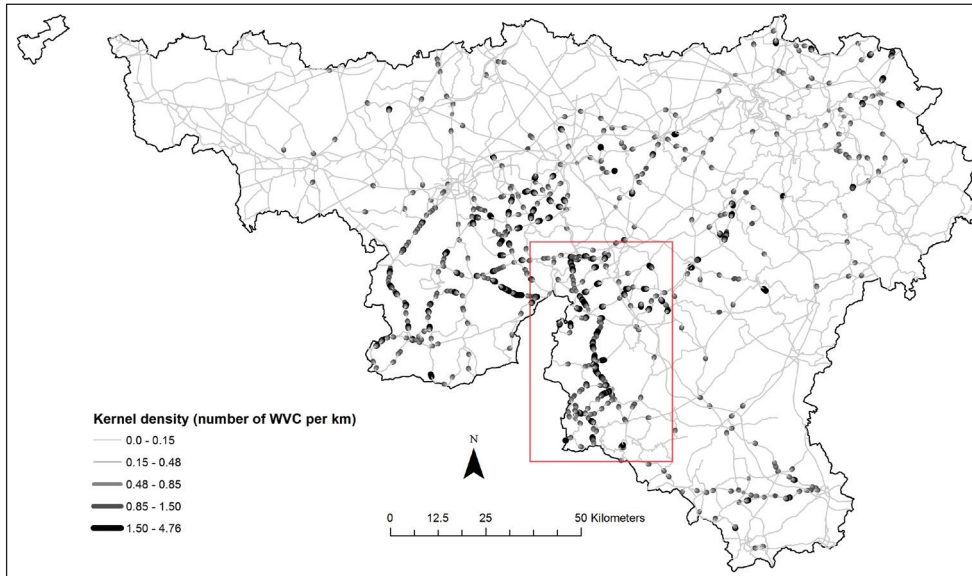 Kernel density (number of WVC per km)
0.0 - 0.15
0.15 - 0.48
0.48 - 0.85
0.85 - 1.50
1.50 - 4.76
N
0 12.5 25 50 Kilometers